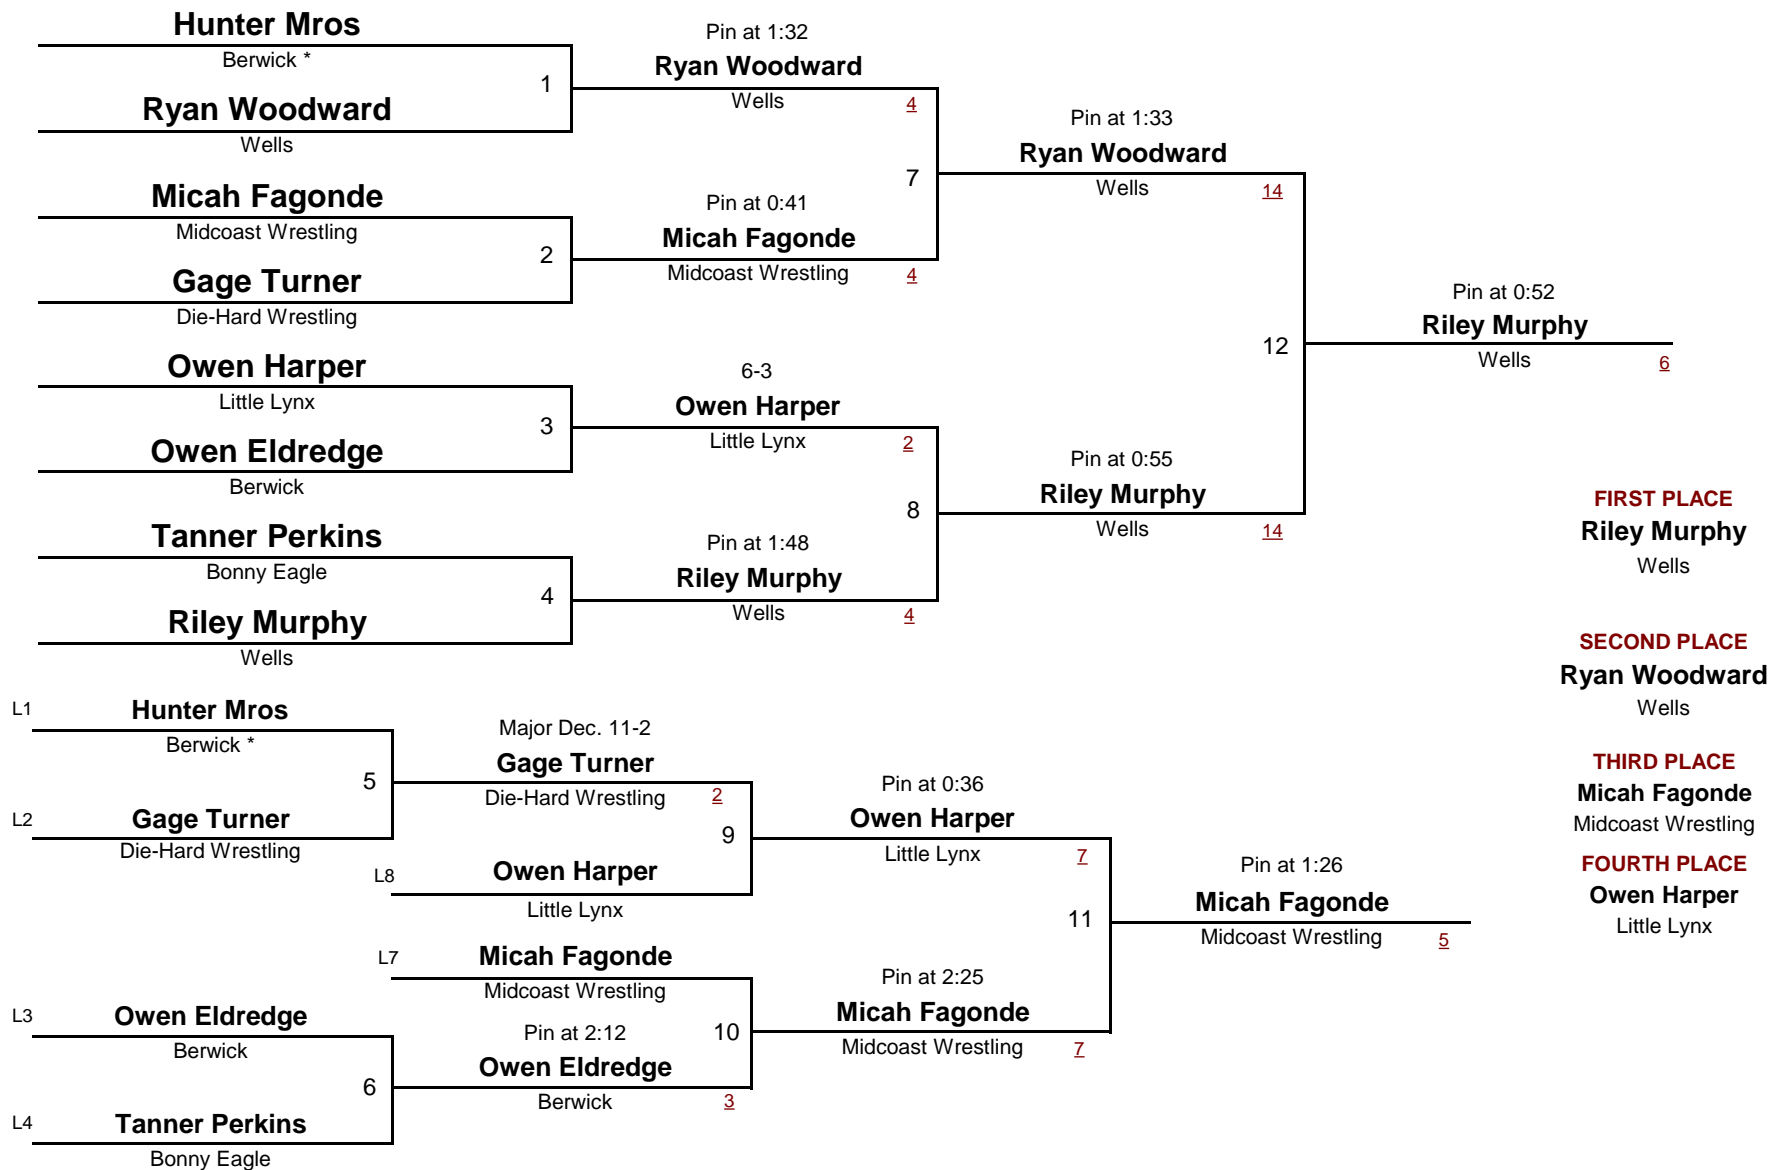 Hunter Mros
Berwick *
1
Ryan Woodward
Wells
Micah Fagonde
Midcoast Wrestling
2
Gage Turner
Die-Hard Wrestling
Owen Harper
Little Lynx
3
Owen Eldredge
Berwick
Tanner Perkins
Bonny Eagle
4
Riley Murphy
Wells
Pin at 1:32
Ryan Woodward
Wells
4
7
Pin at 0:41
Micah Fagonde
Midcoast Wrestling
4
6-3
Owen Harper
Little Lynx
2
8
Pin at 1:48
Riley Murphy
Wells
4
Pin at 1:33
Ryan Woodward
Wells
14
12
Pin at 0:55
Riley Murphy
Wells
14
Pin at 0:52
Riley Murphy
Wells
6
FIRST PLACE
Riley Murphy
Wells
SECOND PLACE
Ryan Woodward
Wells
THIRD PLACE
Micah Fagonde
Midcoast Wrestling
FOURTH PLACE
Owen Harper
Little Lynx
L1
Hunter Mros
Berwick *
5
L2
Gage Turner
Die-Hard Wrestling
Major Dec. 11-2
Gage Turner
Die-Hard Wrestling
2
9
L8
Owen Harper
Little Lynx
L7
Micah Fagonde
Midcoast Wrestling
10
L3
Owen Eldredge
Berwick
6
L4
Tanner Perkins
Bonny Eagle
Pin at 2:12
Owen Eldredge
Berwick
3
Pin at 0:36
Owen Harper
Little Lynx
7
11
Pin at 2:25
Micah Fagonde
Midcoast Wrestling
7
Pin at 1:26
Micah Fagonde
Midcoast Wrestling
5